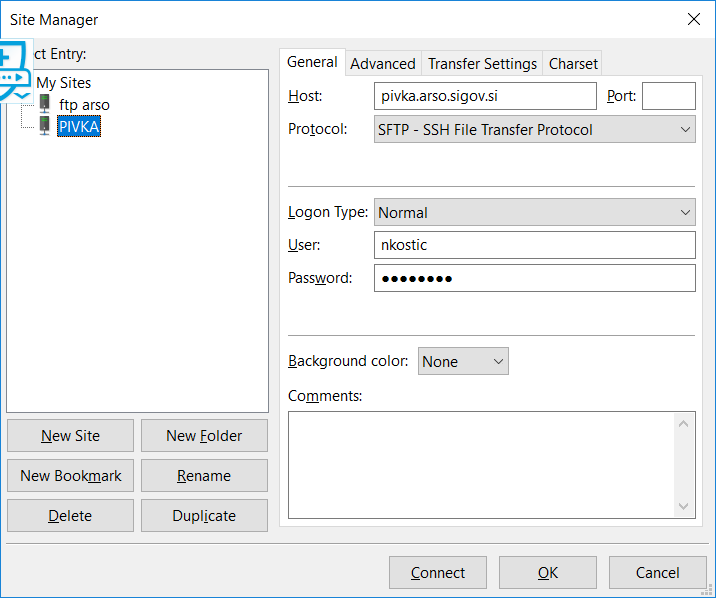 Site Manager
ct Entry:
My Sites
ftp arso
PIVKA
New Site
New Folder
New Bookmark
Rename
Delete
Duplicate
General
Advanced
Transfer Settings
Charset
Host:
pivka.arso.sigov.si
Port:
Protocol:
SFTP - SSH File Transfer Protocol
Logon Type:
Normal
User:
nkostic
Password:
●●●●●●●●
Background color:
None
Comments:
Connect
OK
Cancel